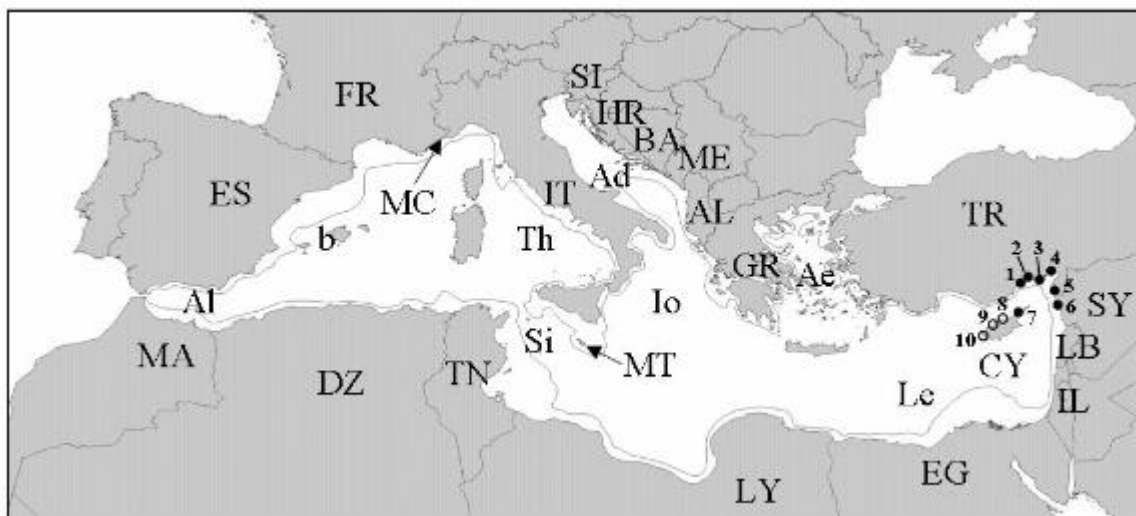 SI
FR
HR
BA
ME
MC
ES
IT
Ad
AL
TR
b
Th
GR
Ae
Al
Io
SY
MA
DZ
TN
Si
MT
CY
LB
Le
IL
LY
EG
1
2
3
4
5
6
7
8
9
10